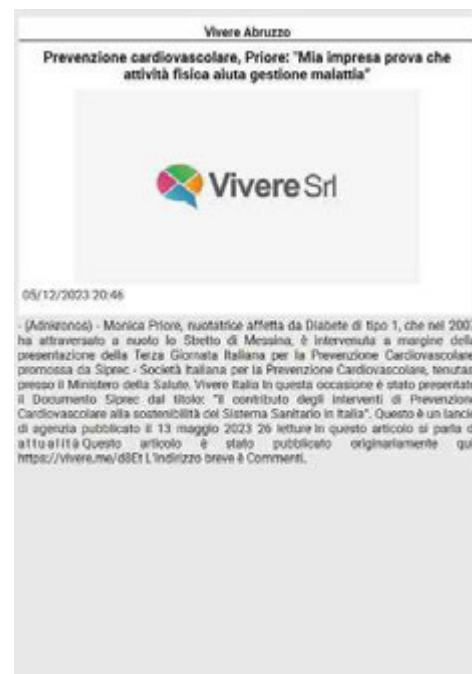 Vivere Abruzzo
Prevenzione cardiovascolare, Priore: "Mia impresa prova che
attività fisica aiuta gestione malattia"
Vivere Srl
05/12/2023 20:46
- (Adnkronos) - Monica Priore, nuotatrice affetta da Diabete di tipo 1, che nel 2007
ha attraversato a nuoto lo Stretto di Messina, è intervenuta a margine della
presentazione della Terza Giornata Italiana per la Prevenzione Cardiovascolare
promossa da Siprec - Società Italiana per la Prevenzione Cardiovascolare, tenutasi
presso il Ministero della Salute. Vivere Italia In questa occasione è stato presentato
il Documento Siprec dal titolo: "Il contributo degli interventi di Prevenzione
Cardiovascolare alla sostenibilità del Sistema Sanitario in Italia". Questo è un lancio
di agenzia pubblicato il 13 maggio 2023 26 letture In questo articolo si parla di
attualitàQuesto articolo è stato pubblicato originariamente qui:
https://vivere.me/d8Et L'indirizzo breve è Commenti.